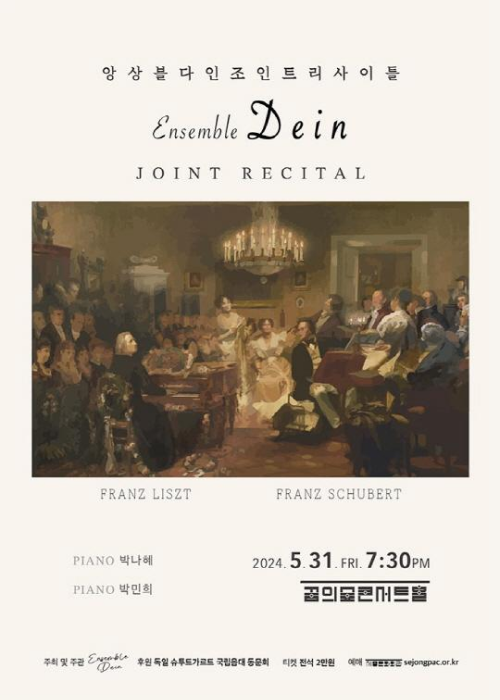 앙상블다인조인트리사이틀
Ensemble Dein
JOINT RECITAL
FRANZ LISZT
FRANZ SCHUBERT
PIANO 박나혜
PIANO 박민희
2024. 5. 31. FRI. 7:30PM
꿈의숲콘서트홀
주최 및 주관 Ensemble Dein 후원 독일 슈투트가르트 국립음대 동문회 티켓 전석 2만원 예매 sejongpac.or.kr